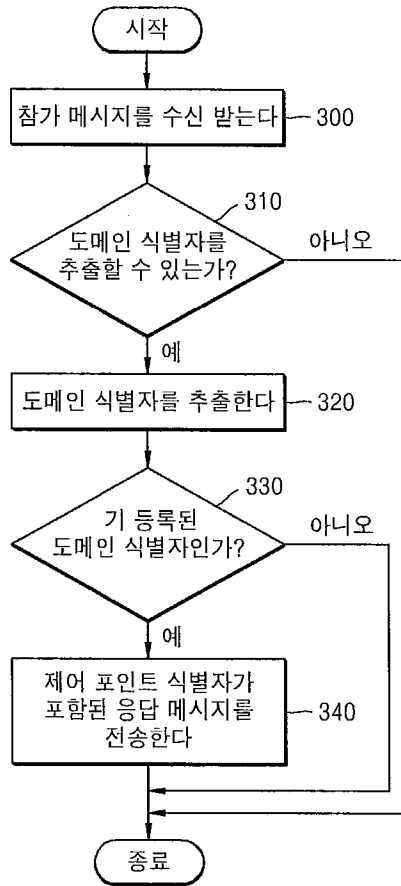 시작
참가 메시지를 수신 받는다
300
310
도메인 식별자를
추출할 수 있는가?
아니오
예
도메인 식별자를 추출한다
320
330
기 등록된
도메인 식별자인가?
아니오
예
제어 포인트 식별자가
포함된 응답 메시지를
전송한다
340
종료